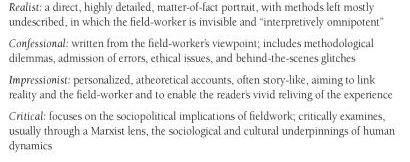 Realist: a direct, highly detailed, matter-of-fact portrait, with methods left mostly
undescribed, in which the field-worker is invisible and “interpretively omnipotent”
Confessional: written from the field-worker's viewpoint; includes methodological
dilemmas, admission of errors, ethical issues, and behind-the-scenes glitches
Impressionist: personalized, atheoretical accounts, often story-like, aiming to link
reality and the field-worker and to enable the reader's vivid reliving of the experience
Critical: focuses on the sociopolitical implications of fieldwork; critically examines,
usually through a Marxist lens, the sociological and cultural underpinnings of human
dynamics